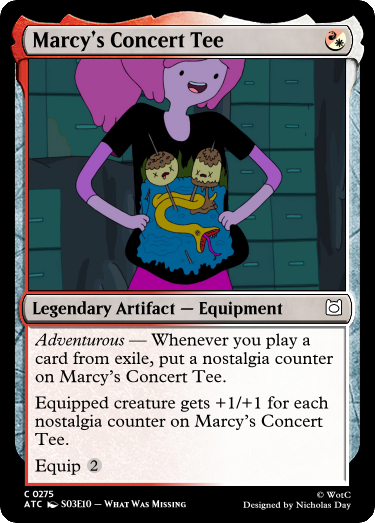 Marcy's Concert Tee
Legendary Artifact — Equipment
Adventurous — Whenever you play a
card from exile, put a nostalgia counter
on Marcy's Concert Tee.
Equipped creature gets +1/+1 for each
nostalgia counter on Marcy's Concert
Tee.
Equip 2
C 0275
© WotC
ATC S03E10 — What Was Missing
Designed by Nicholas Day